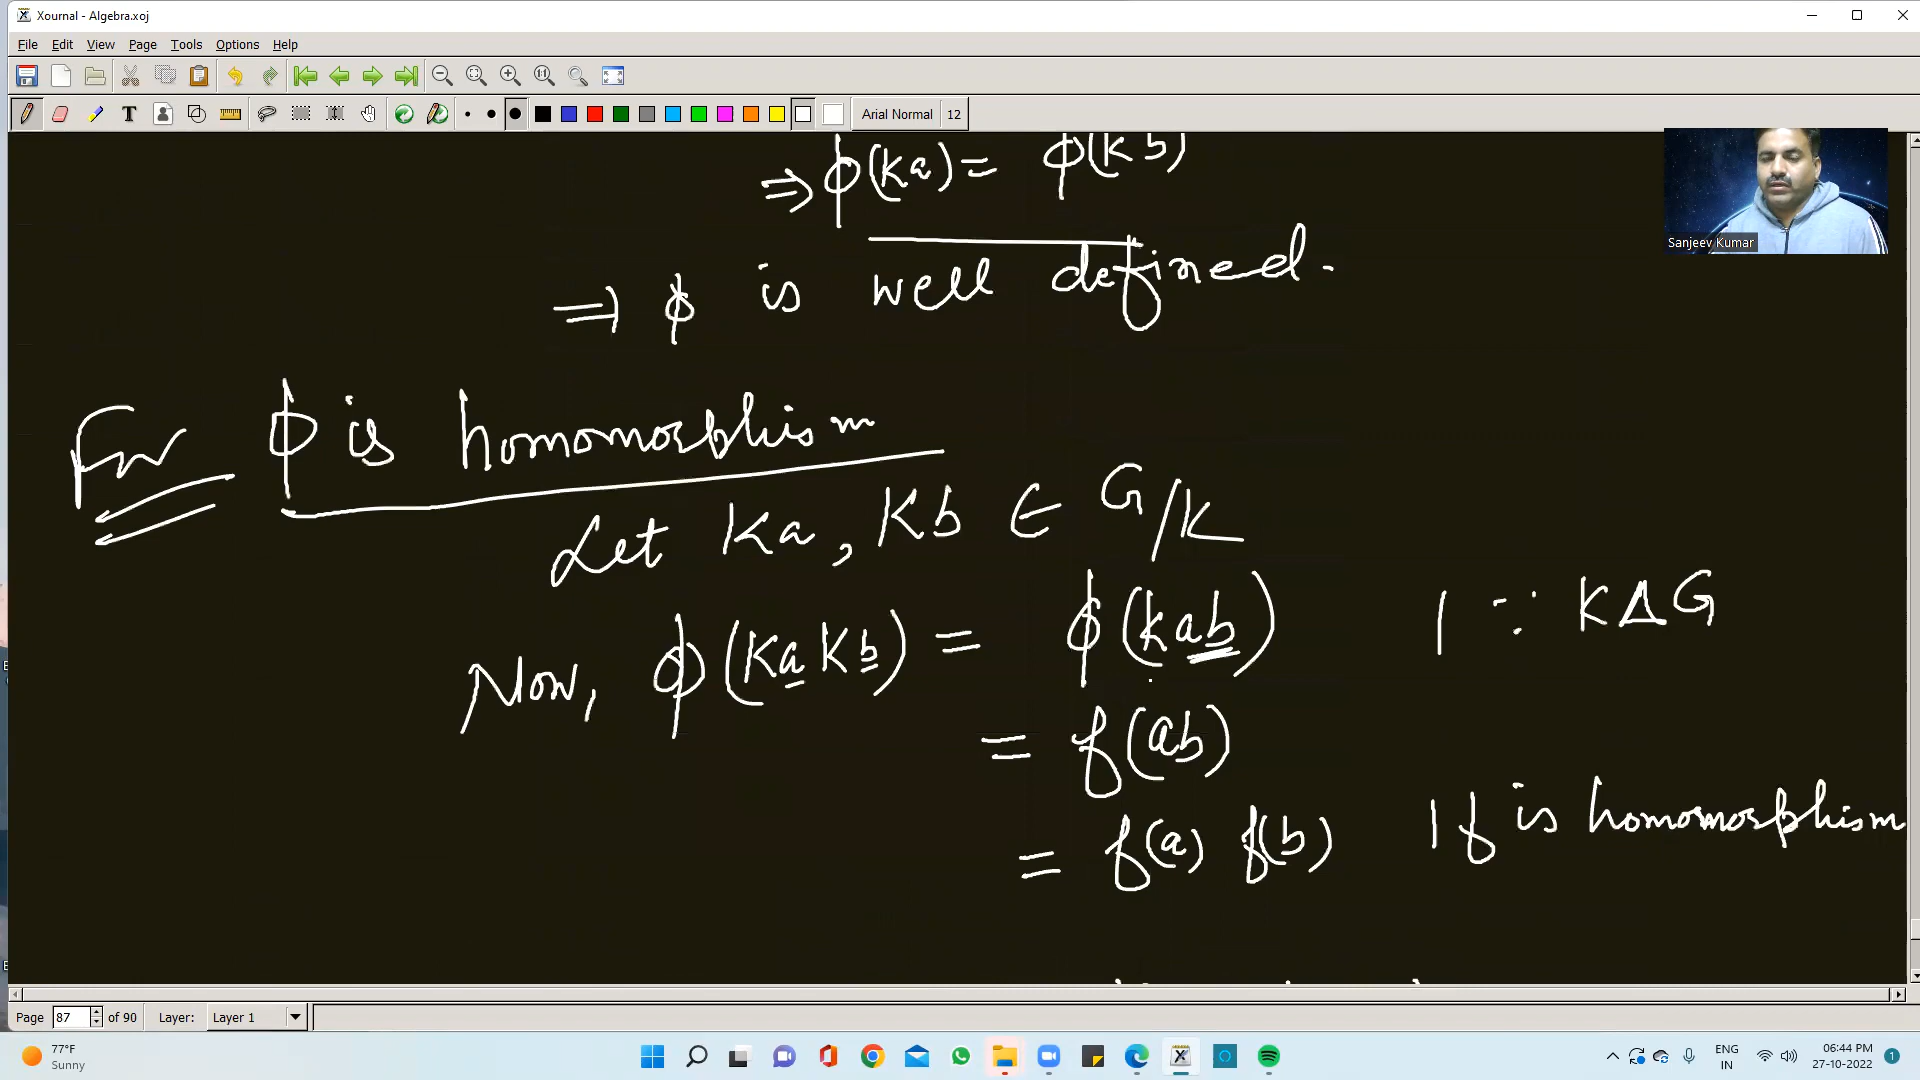 Xournal - Algebra.xoj
File Edit View Page Tools Options Help
Arial Normal 12
⇒ φ(Ka) = φ(Kb)
Sanjeev Kumar
⇒ φ is well defined.
For φ is homomorphism
Let Ka, Kb ∈ G/K
Now, φ(Ka Kb) = φ(Kab) | ∵ K Δ G
= f(ab)
= f(a) f(b) | f is homomorphism
Page 87 of 90 Layer: Layer 1
77°F
Sunny
ENG
IN
06:44 PM
27-10-2022
1